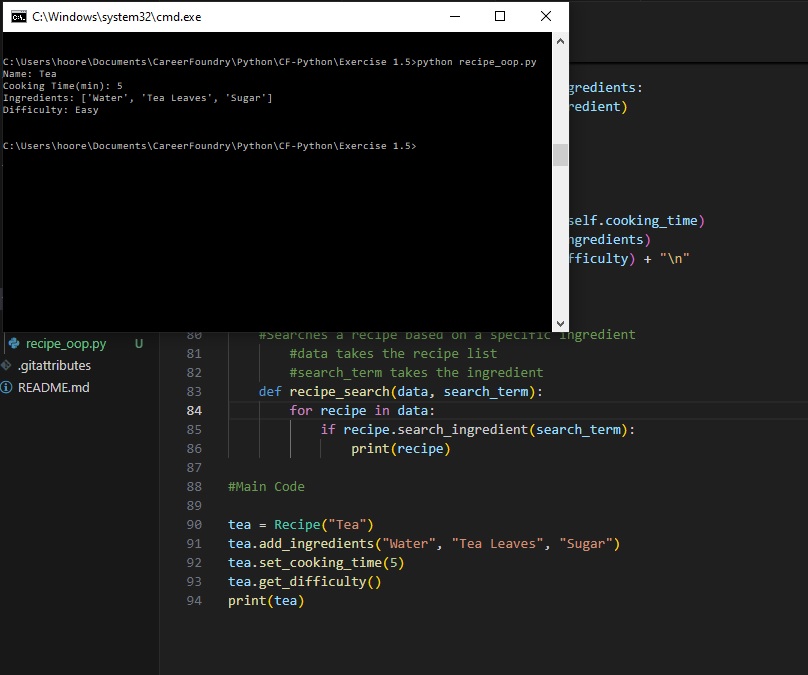 C:\Windows\system32\cmd.exe
C:\Users\hoore\Documents\CareerFoundry\Python\CF-Python\Exercise 1.5>python recipe_oop.py
Name: Tea
Cooking Time(min): 5
Ingredients: ['Water', 'Tea Leaves', 'Sugar']
Difficulty: Easy
C:\Users\hoore\Documents\CareerFoundry\Python\CF-Python\Exercise 1.5>
gredients:
redient)
self.cooking_time)
ngredients)
fficulty) + "\n"
recipe_oop.py U
.gitattributes
README.md
80 #Searches a recipe based on a specific ingredient
81 #data takes the recipe list
82 #search_term takes the ingredient
83 def recipe_search(data, search_term):
84 for recipe in data:
85 if recipe.search_ingredient(search_term):
86 print(recipe)
87
88 #Main Code
89
90 tea = Recipe("Tea")
91 tea.add_ingredients("Water", "Tea Leaves", "Sugar")
92 tea.set_cooking_time(5)
93 tea.get_difficulty()
94 print(tea)